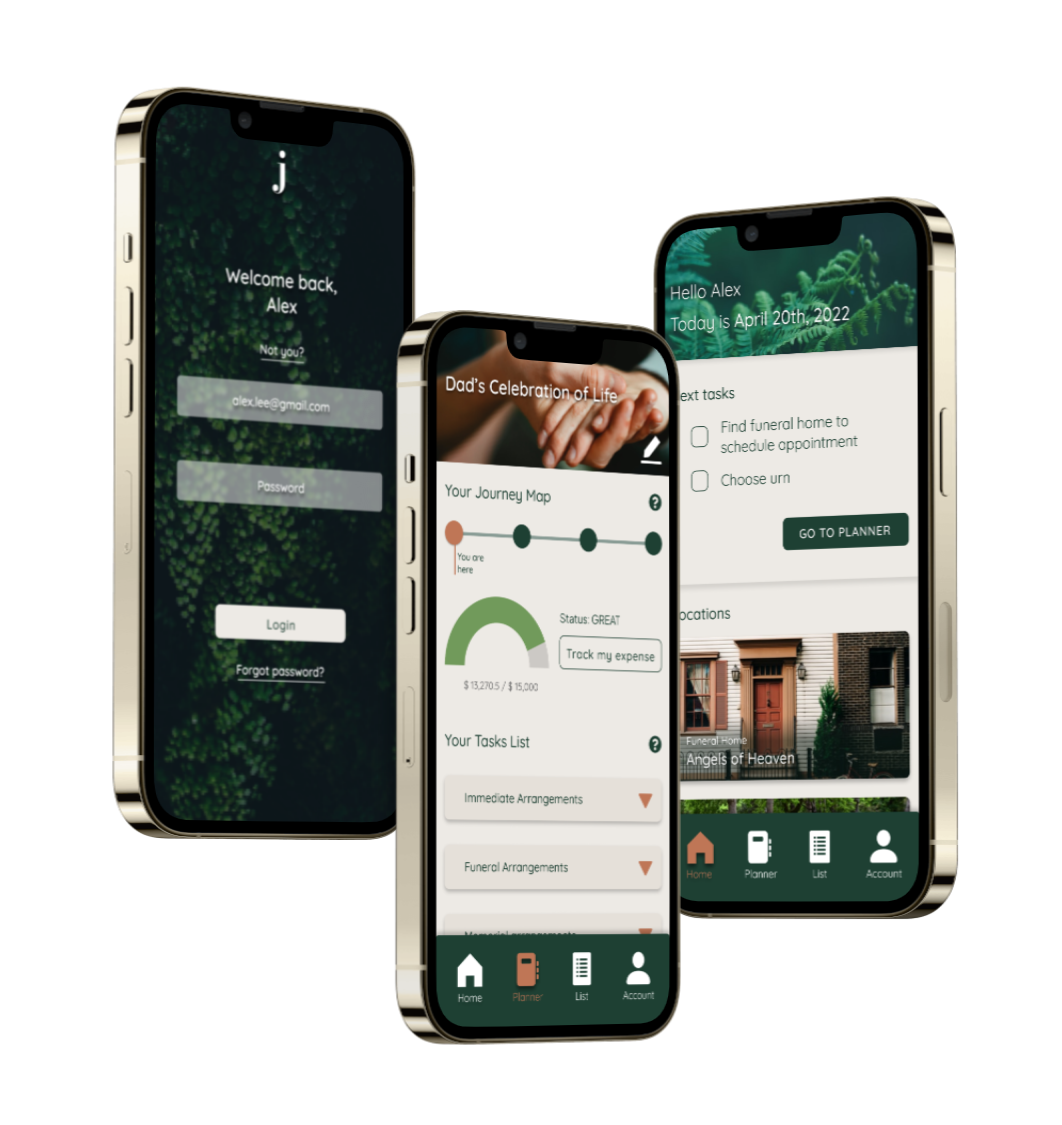 j
Welcome back,
Alex
Not you?
alex.lee@gmail.com
Password
Login
Forgot password?
Dad's Celebration of Life
Your Journey Map
?
You are
here
Status: GREAT
Track my expense
$ 13,270.5 / $ 15,000
Your Tasks List
?
Immediate Arrangements
Funeral Arrangements
Memorial arrangements
Home
Planner
List
Account
Hello Alex
Today is April 20th, 2022
ext tasks
Find funeral home to
schedule appointment
Choose urn
GO TO PLANNER
ocations
Funeral Home
Angels of Heaven
Home
Planner
List
Account